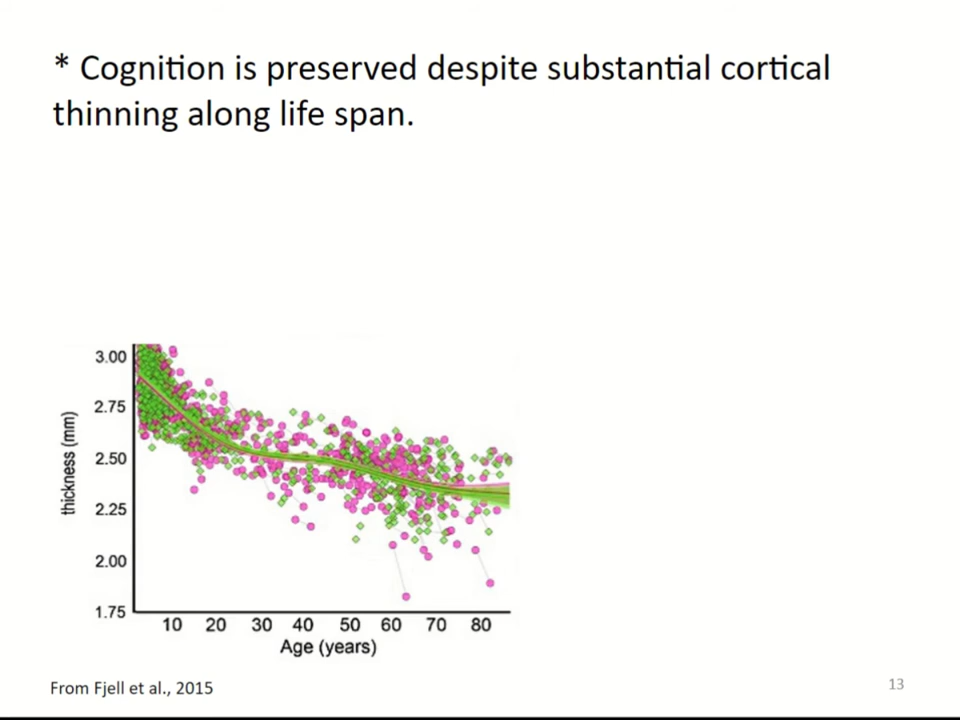 * Cognition is preserved despite substantial cortical
thinning along life span.
3.00
2.75
2.50
2.25
2.00
1.75
thickness (mm)
10 20 30 40 50 60 70 80
Age (years)
From Fjell et al., 2015
13